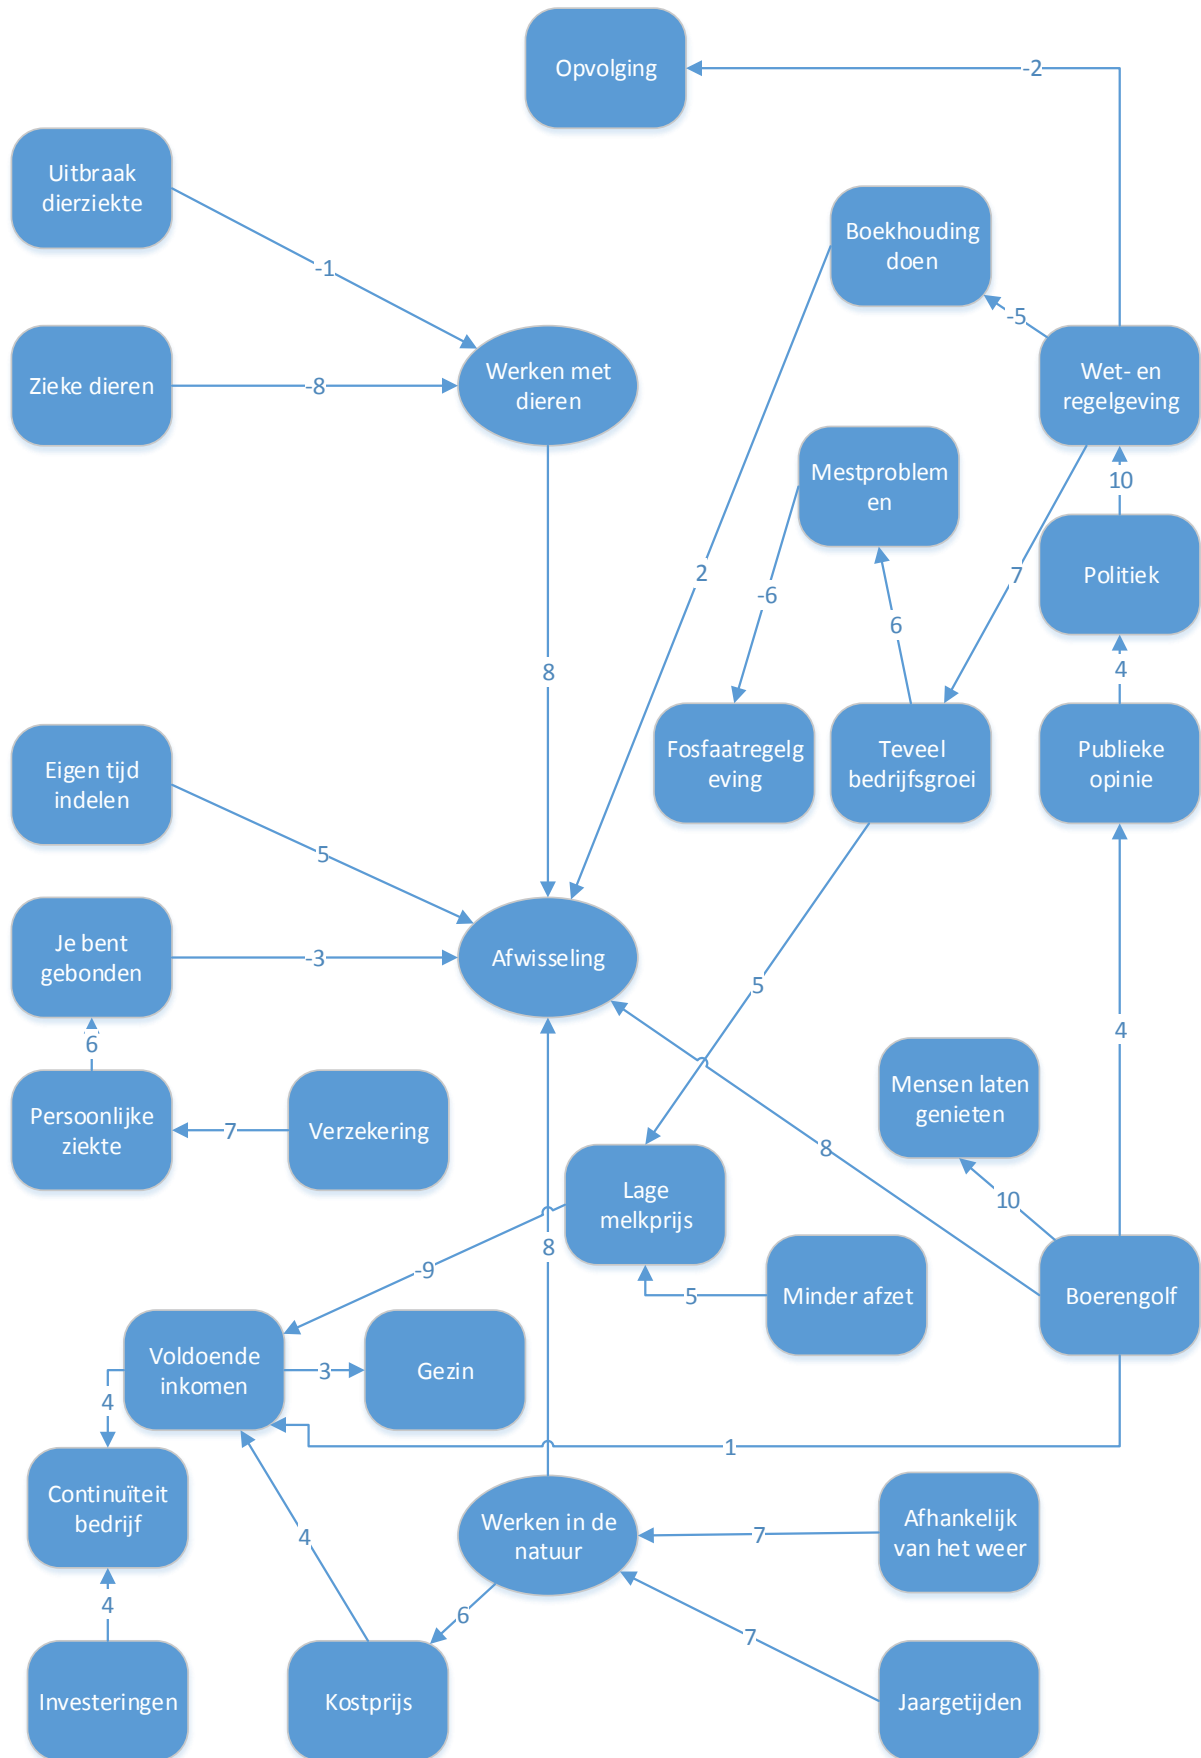 Opvolging
-2
Uitbraak
dierziekte
Boekhouding
doen
-1
-5
Zieke dieren
-8
Werken met
dieren
Wet- en
regelgeving
Mestproblem
en
10
2
-6
6
7
Politiek
8
4
Eigen tijd
indelen
Fosfaatregelg
eving
Teveel
bedrijfsgroei
Publieke
opinie
5
Je bent
gebonden
-3
Afwisseling
5
6
4
Mensen laten
genieten
Persoonlijke
ziekte
7
Verzekering
8
10
Lage
melkprijs
8
-9
5
Minder afzet
Boerengolf
Voldoende
inkomen
3
Gezin
4
1
Continuïteit
bedrijf
4
Werken in de
natuur
7
Afhankelijk
van het weer
4
6
7
Investeringen
Kostprijs
Jaargetijden